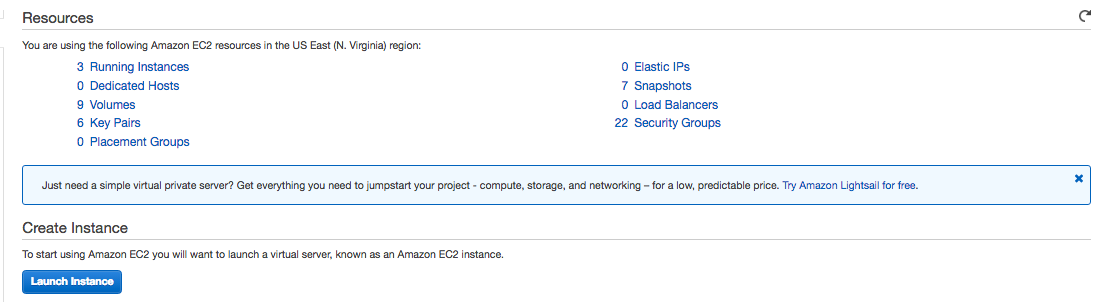 Resources
You are using the following Amazon EC2 resources in the US East (N. Virginia) region:
3 Running Instances
0 Elastic IPs
0 Dedicated Hosts
7 Snapshots
9 Volumes
0 Load Balancers
6 Key Pairs
22 Security Groups
0 Placement Groups
Just need a simple virtual private server? Get everything you need to jumpstart your project - compute, storage, and networking – for a low, predictable price. Try Amazon Lightsail for free.
Create Instance
To start using Amazon EC2 you will want to launch a virtual server, known as an Amazon EC2 instance.
Launch Instance